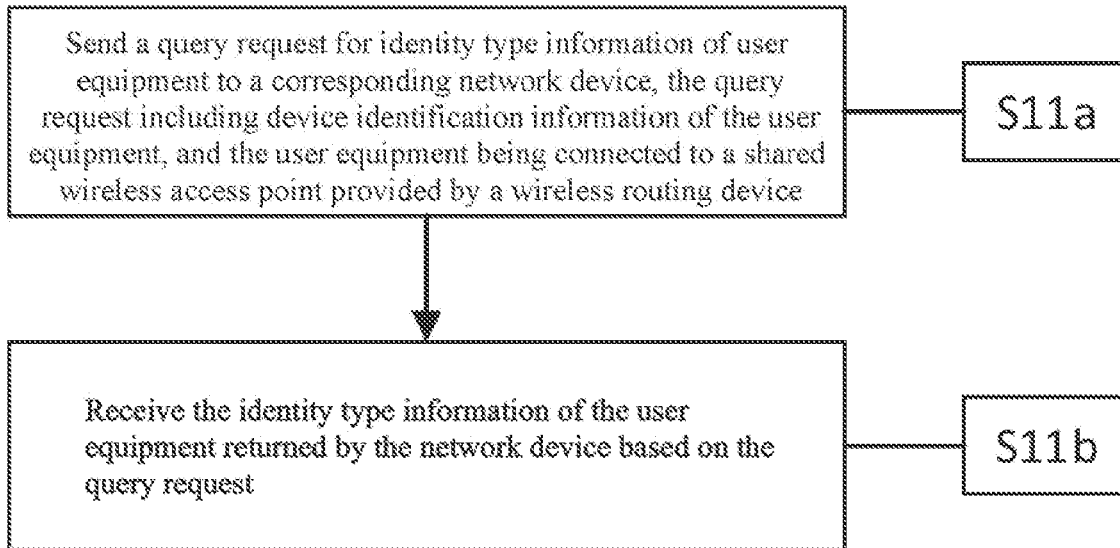 Send a query request for identity type information of user
equipment to a corresponding network device, the query
request including device identification information of the user
equipment, and the user equipment being connected to a shared
wireless access point provided by a wireless routing device
S11a
Receive the identity type information of the user
equipment returned by the network device based on the
query request
S11b